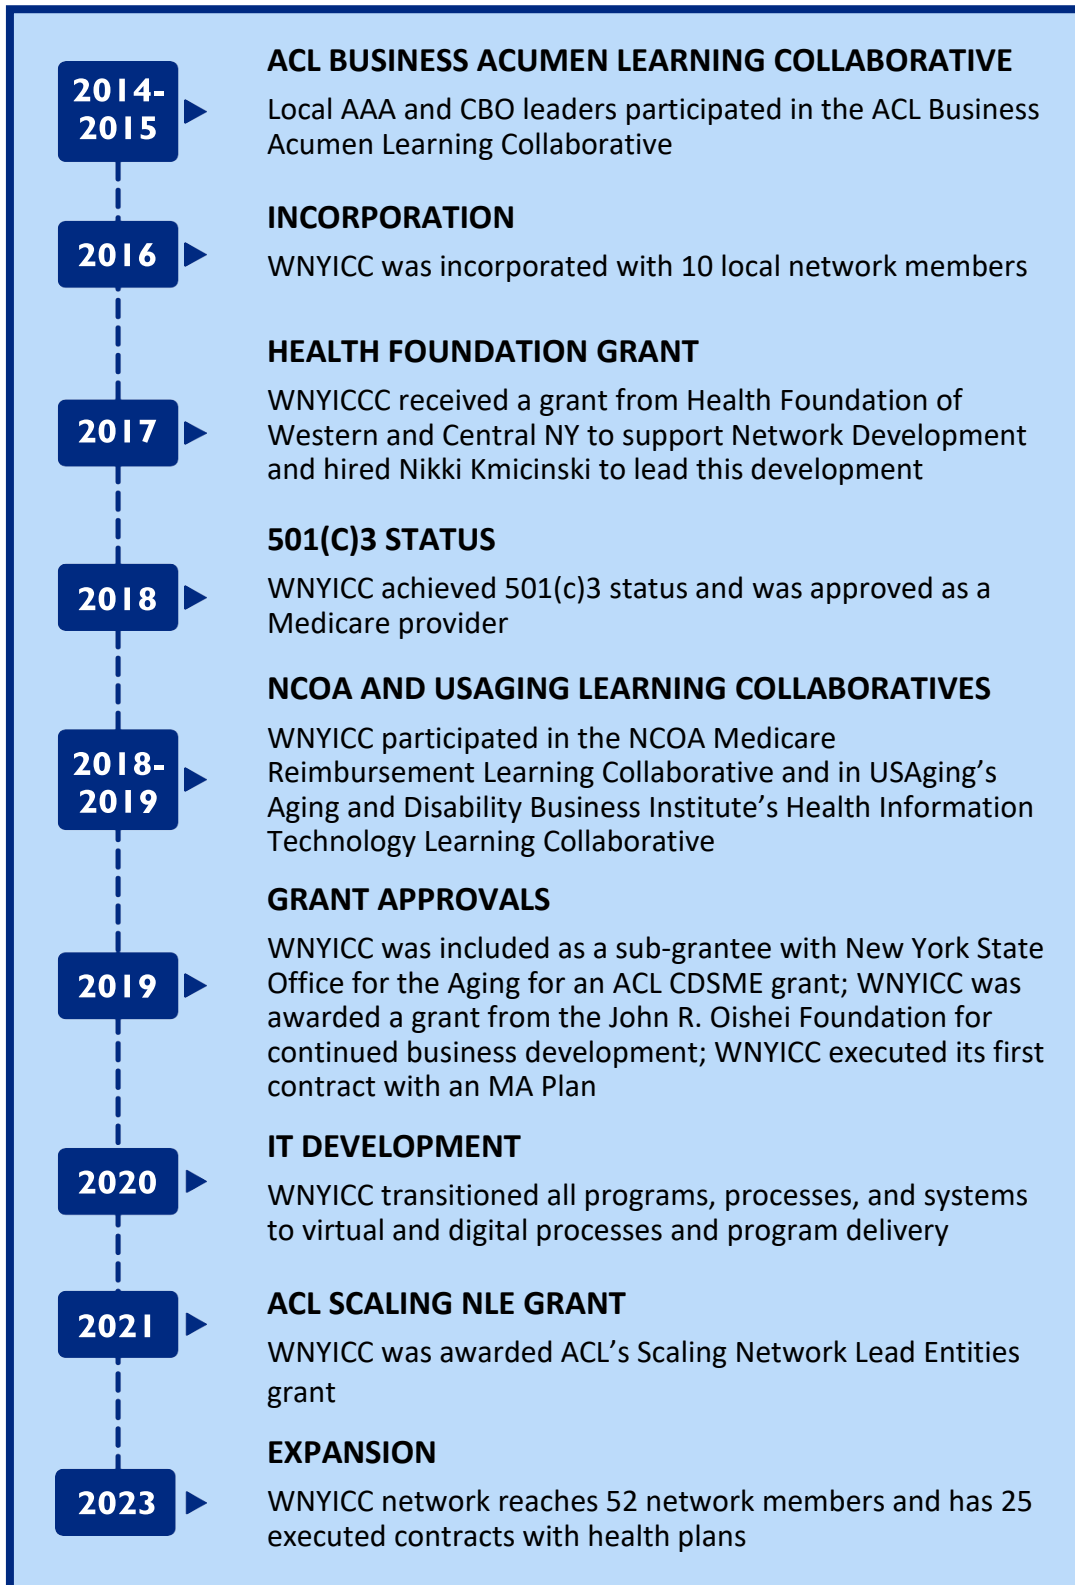 2014-
2015
ACL BUSINESS ACUMEN LEARNING COLLABORATIVE
Local AAA and CBO leaders participated in the ACL Business
Acumen Learning Collaborative
2016
INCORPORATION
WNYICC was incorporated with 10 local network members
2017
HEALTH FOUNDATION GRANT
WNYICCC received a grant from Health Foundation of
Western and Central NY to support Network Development
and hired Nikki Kmicinski to lead this development
2018
501(C)3 STATUS
WNYICC achieved 501(c)3 status and was approved as a
Medicare provider
2018-
2019
NCOA AND USAGING LEARNING COLLABORATIVES
WNYICC participated in the NCOA Medicare
Reimbursement Learning Collaborative and in USAging’s
Aging and Disability Business Institute’s Health Information
Technology Learning Collaborative
2019
GRANT APPROVALS
WNYICC was included as a sub-grantee with New York State
Office for the Aging for an ACL CDSME grant; WNYICC was
awarded a grant from the John R. Oishei Foundation for
continued business development; WNYICC executed its first
contract with an MA Plan
2020
IT DEVELOPMENT
WNYICC transitioned all programs, processes, and systems
to virtual and digital processes and program delivery
2021
ACL SCALING NLE GRANT
WNYICC was awarded ACL’s Scaling Network Lead Entities
grant
2023
EXPANSION
WNYICC network reaches 52 network members and has 25
executed contracts with health plans